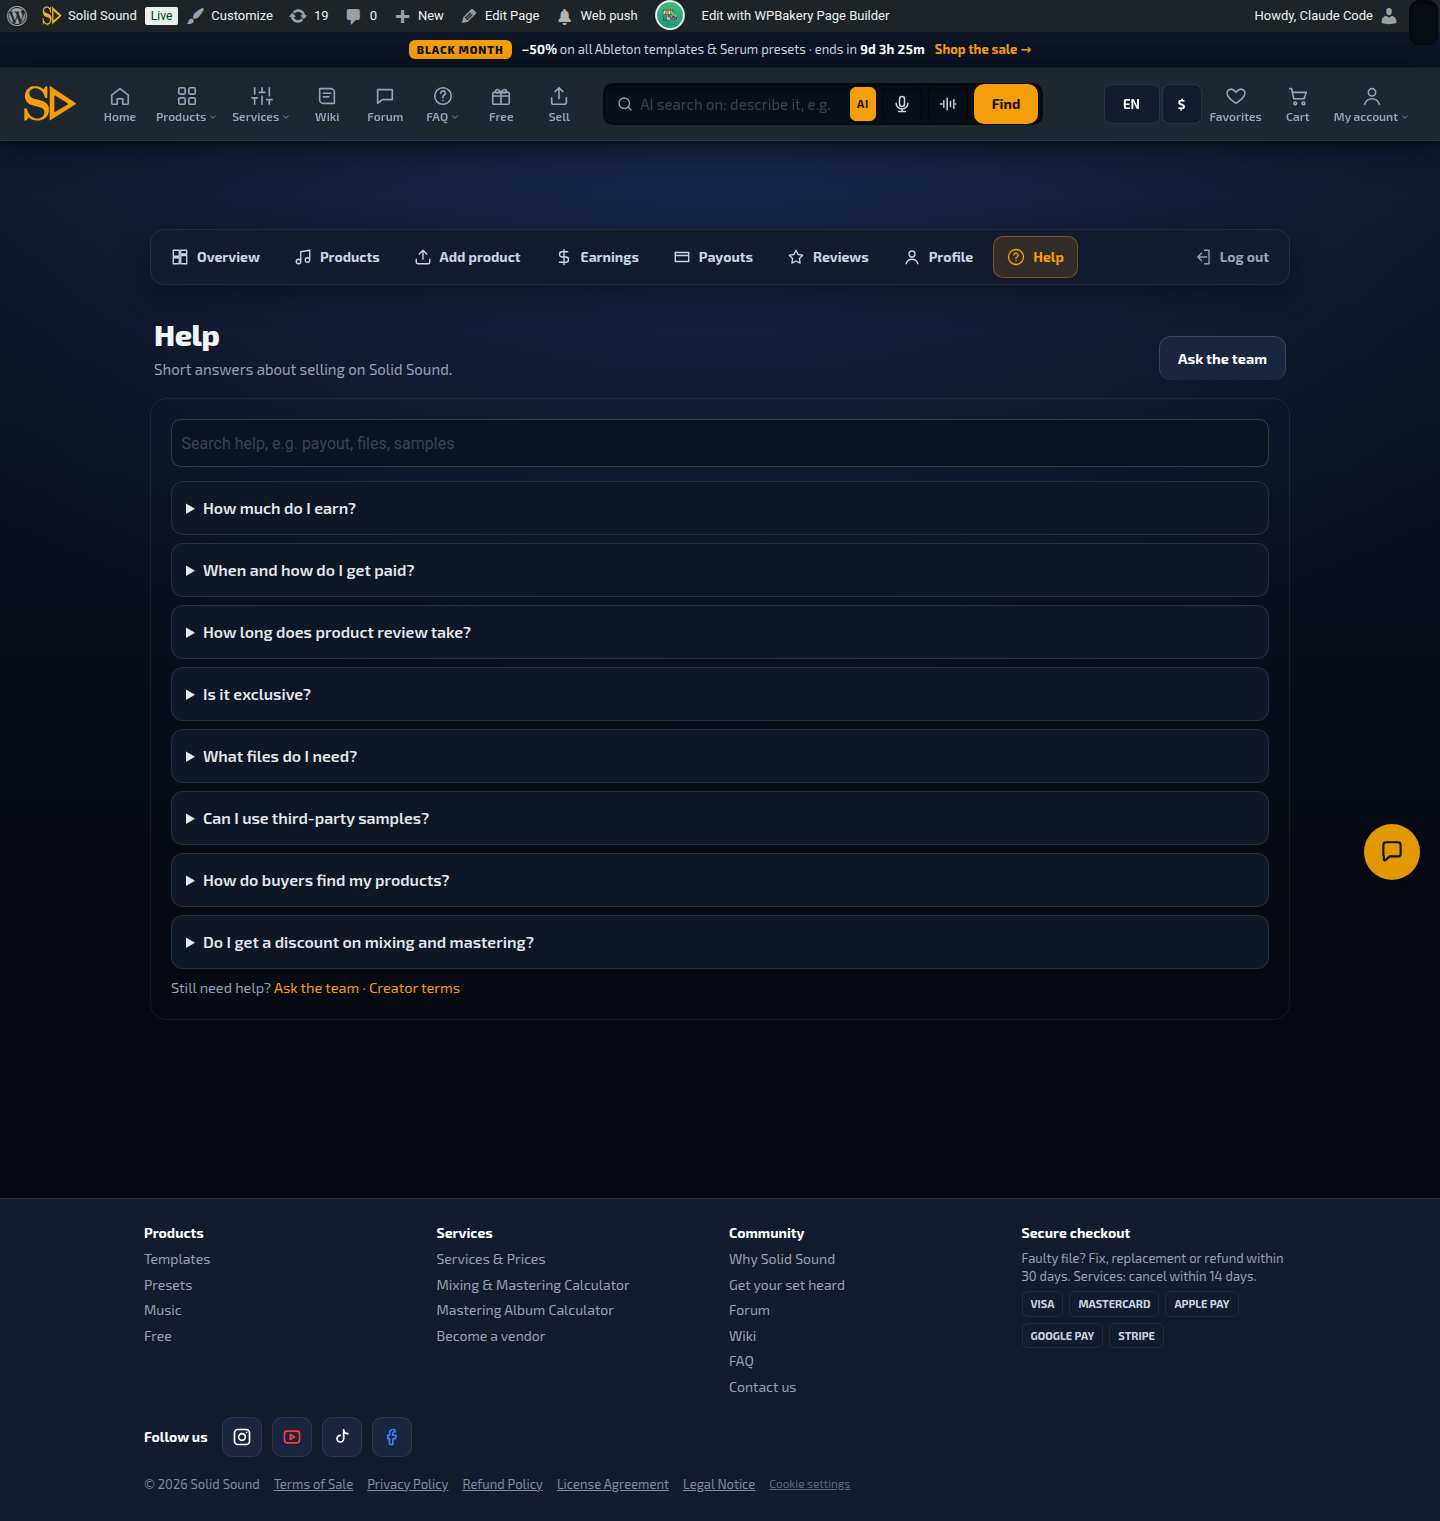 Solid Sound Live Customize 19 0 New Edit Page Web push Edit with WPBakery Page Builder Howdy, Claude Code
BLACK MONTH −50% on all Ableton templates & Serum presets · ends in 9d 3h 25m Shop the sale →
SD Home Products Services Wiki Forum FAQ Free Sell AI search on: describe it, e.g. AI Find EN $ Favorites Cart My account
Overview Products Add product Earnings Payouts Reviews Profile Help Log out
Help
Short answers about selling on Solid Sound.
Ask the team
Search help, e.g. payout, files, samples
How much do I earn?
When and how do I get paid?
How long does product review take?
Is it exclusive?
What files do I need?
Can I use third-party samples?
How do buyers find my products?
Do I get a discount on mixing and mastering?
Still need help? Ask the team · Creator terms
Products
Templates
Presets
Music
Free
Services
Services & Prices
Mixing & Mastering Calculator
Mastering Album Calculator
Become a vendor
Community
Why Solid Sound
Get your set heard
Forum
Wiki
FAQ
Contact us
Secure checkout
Faulty file? Fix, replacement or refund within
30 days. Services: cancel within 14 days.
VISA MASTERCARD APPLE PAY
GOOGLE PAY STRIPE
Follow us
© 2026 Solid Sound Terms of Sale Privacy Policy Refund Policy License Agreement Legal Notice Cookie settings